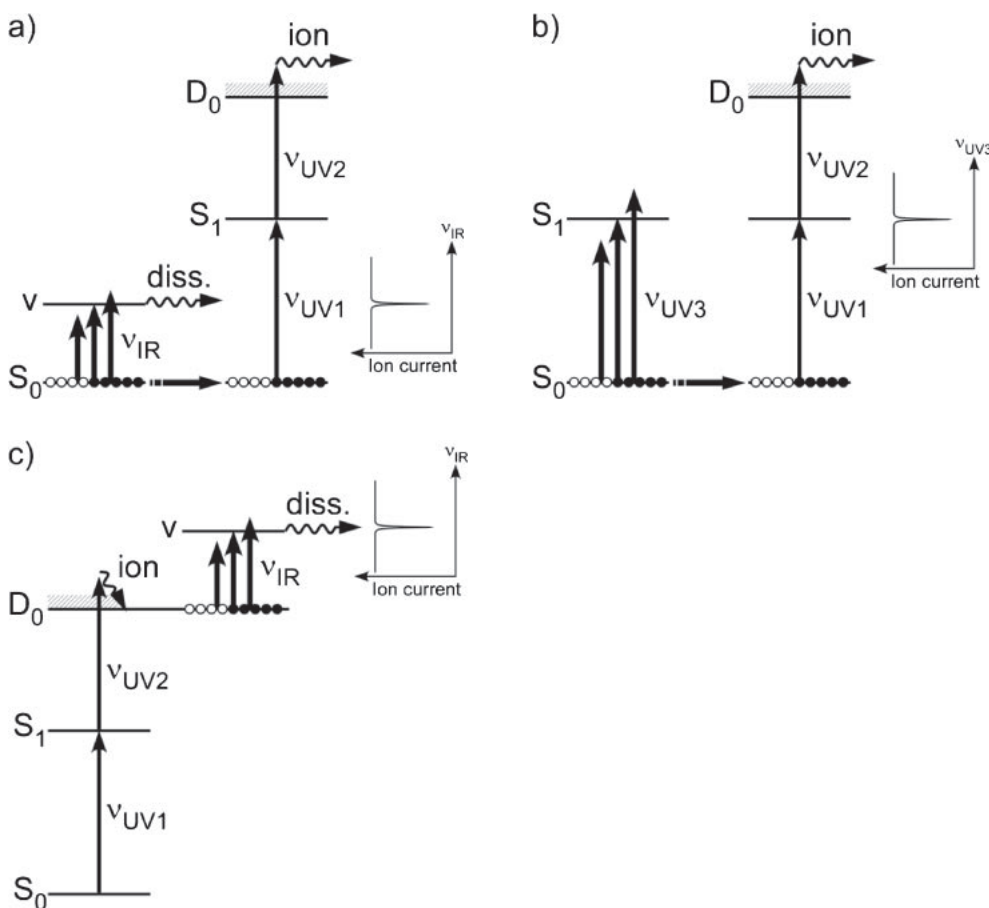 a)
ion
D0
νUV2
S1
νIR
diss.
v
νUV1
νIR
Ion current
S0
b)
ion
D0
νUV3
νUV2
S1
νUV3
νUV1
Ion current
S0
c)
νIR
diss.
v
ion
νIR
Ion current
D0
νUV2
S1
νUV1
S0